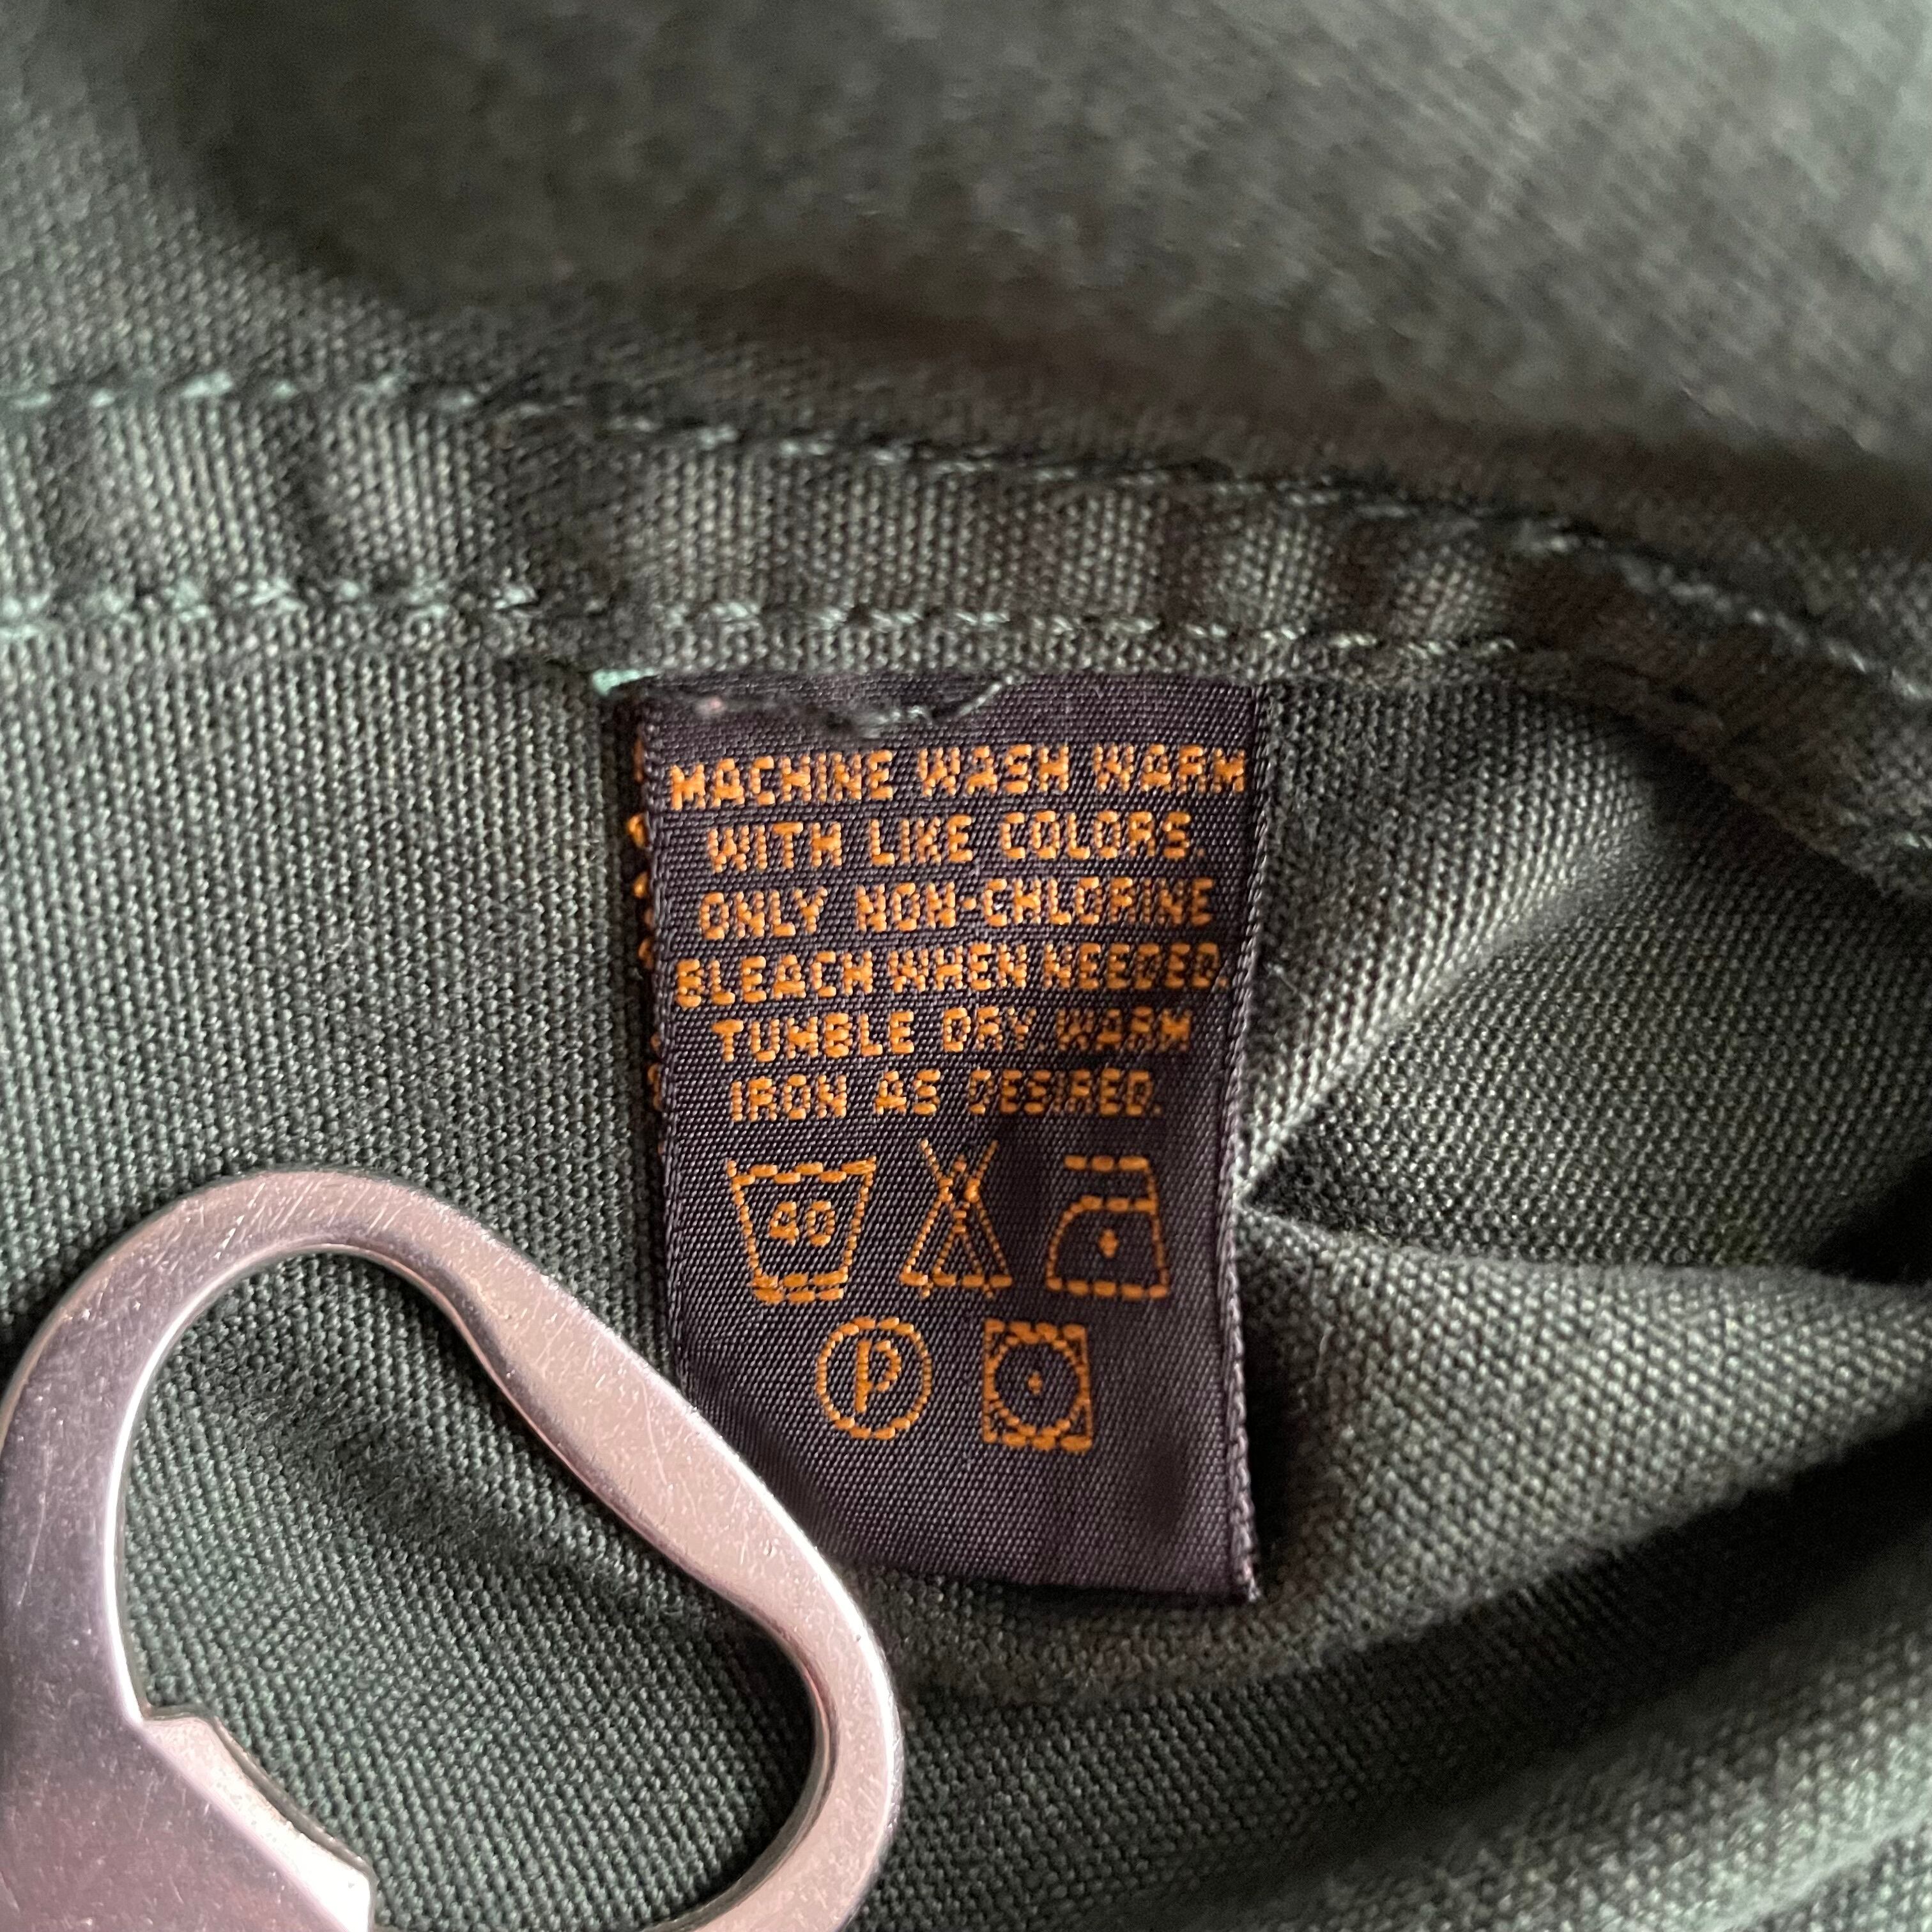 MACHINE WASH WARM
WITH LIKE COLORS.
ONLY NON-CHLORINE
BLEACH WHEN NEEDED.
TUMBLE DRY WARM
IRON AS DESIRED.
40
P